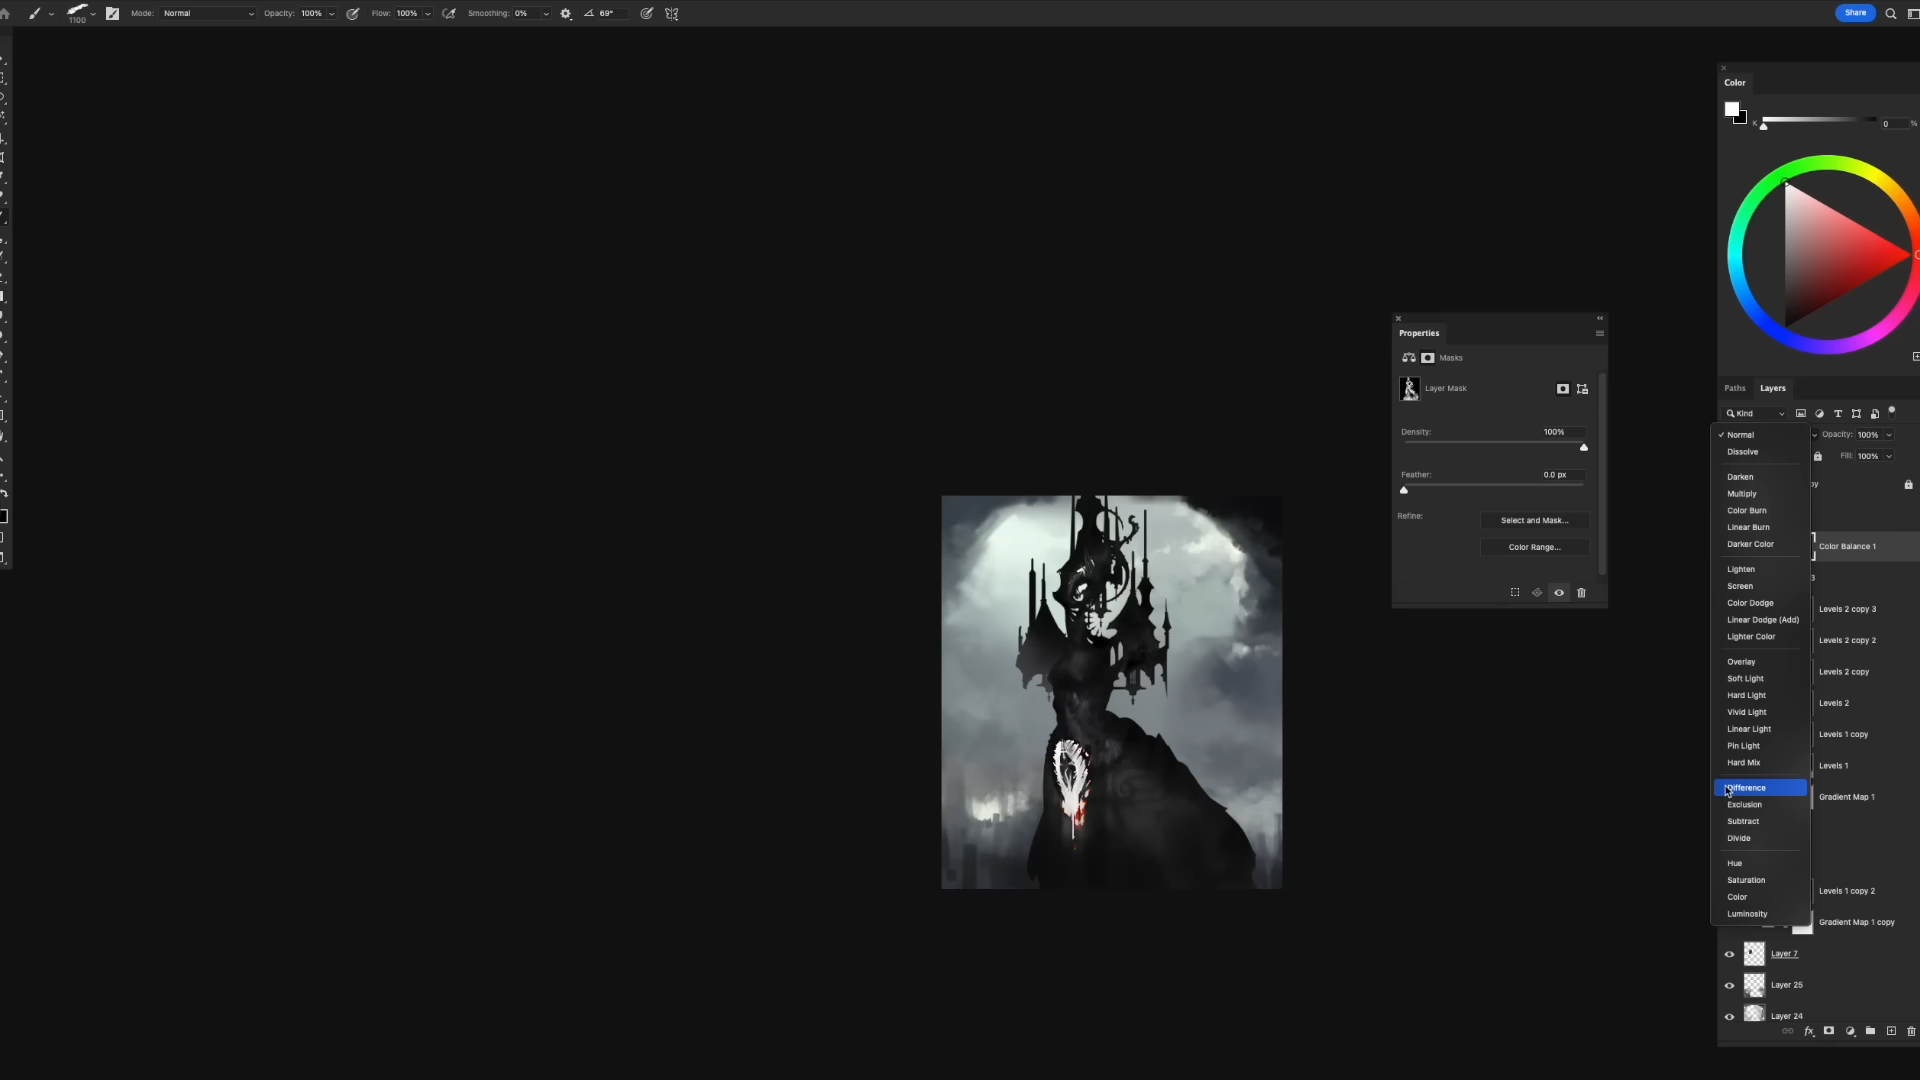 1100
Mode: Normal
Opacity: 100%
Flow: 100%
Smoothing: 0%
69°
Share
Color
K
0
%
Properties
Masks
Layer Mask
Density: 100%
Feather: 0.0 px
Refine:
Select and Mask...
Color Range...
Paths
Layers
Kind
Opacity: 100%
Fill: 100%
Normal
Dissolve
Darken
Multiply
Color Burn
Linear Burn
Darker Color
Lighten
Screen
Color Dodge
Linear Dodge (Add)
Lighter Color
Overlay
Soft Light
Hard Light
Vivid Light
Linear Light
Pin Light
Hard Mix
Difference
Exclusion
Subtract
Divide
Hue
Saturation
Color
Luminosity
py
Color Balance 1
3
Levels 2 copy 3
Levels 2 copy 2
Levels 2 copy
Levels 2
Levels 1 copy
Levels 1
Gradient Map 1
Levels 1 copy 2
Gradient Map 1 copy
Layer 7
Layer 25
Layer 24
fx